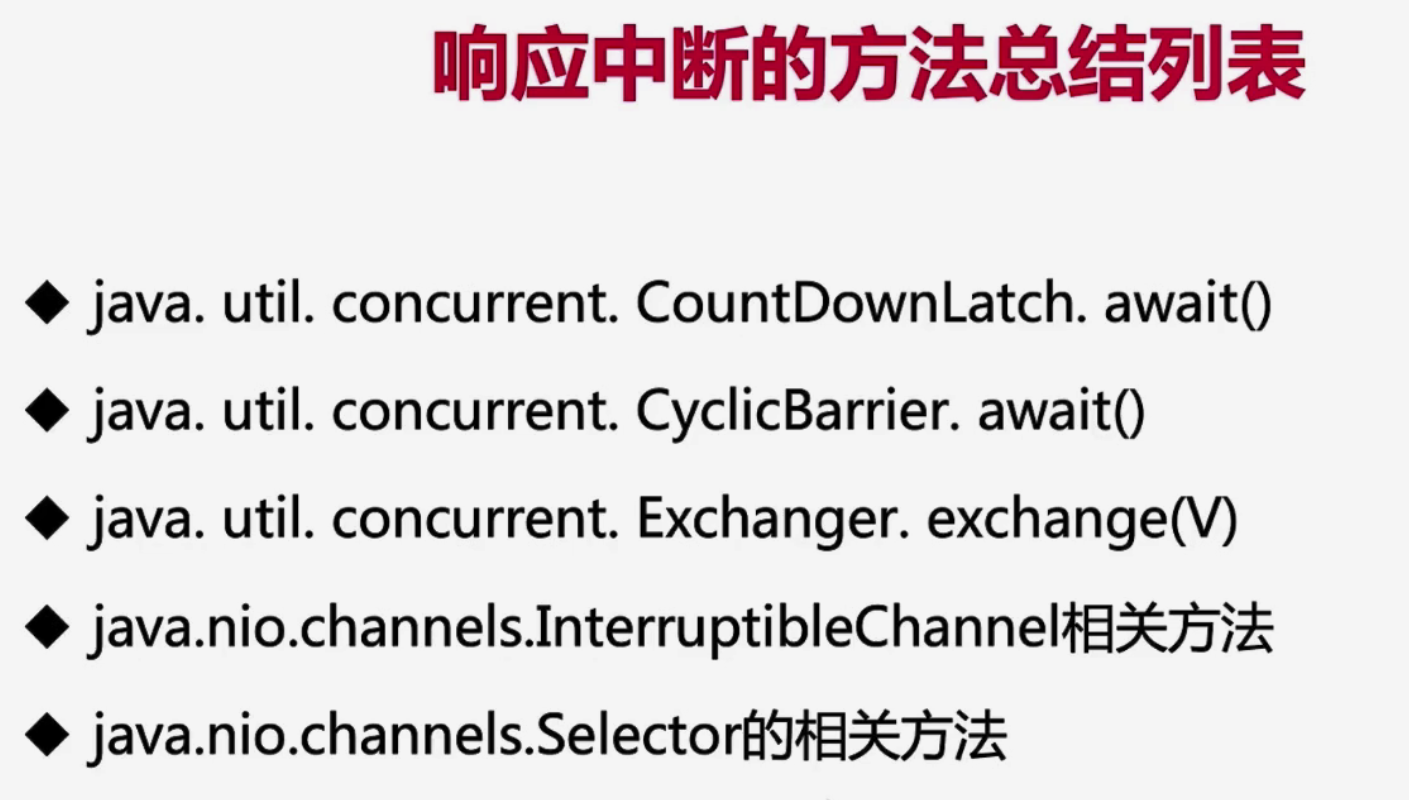 响应中断的方法总结列表
◆ java. util. concurrent. CountDownLatch. await()
◆ java. util. concurrent. CyclicBarrier. await()
◆ java. util. concurrent. Exchanger. exchange(V)
◆ java.nio.channels.InterruptibleChannel相关方法
◆ java.nio.channels.Selector的相关方法